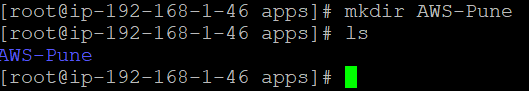 [root@ip-192-168-1-46 apps]# mkdir AWS-Pune
[root@ip-192-168-1-46 apps]# ls
AWS-Pune
[root@ip-192-168-1-46 apps]#